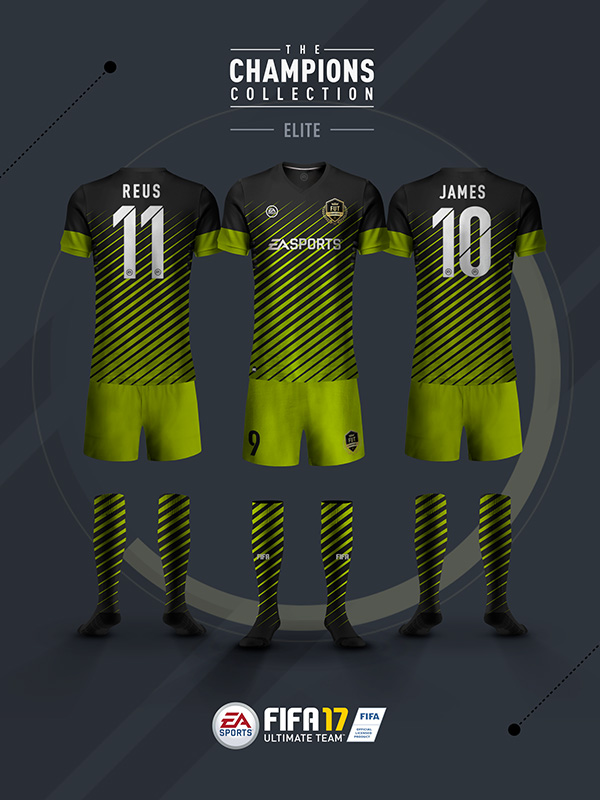 THE
CHAMPIONS
COLLECTION
ELITE
REUS
11
EA SPORTS
FUT
JAMES
10
9
FUT
FIFA
FIFA
EA
SPORTS
FIFA 17
ULTIMATE TEAM
FIFA
OFFICIAL
LICENSED
PRODUCT